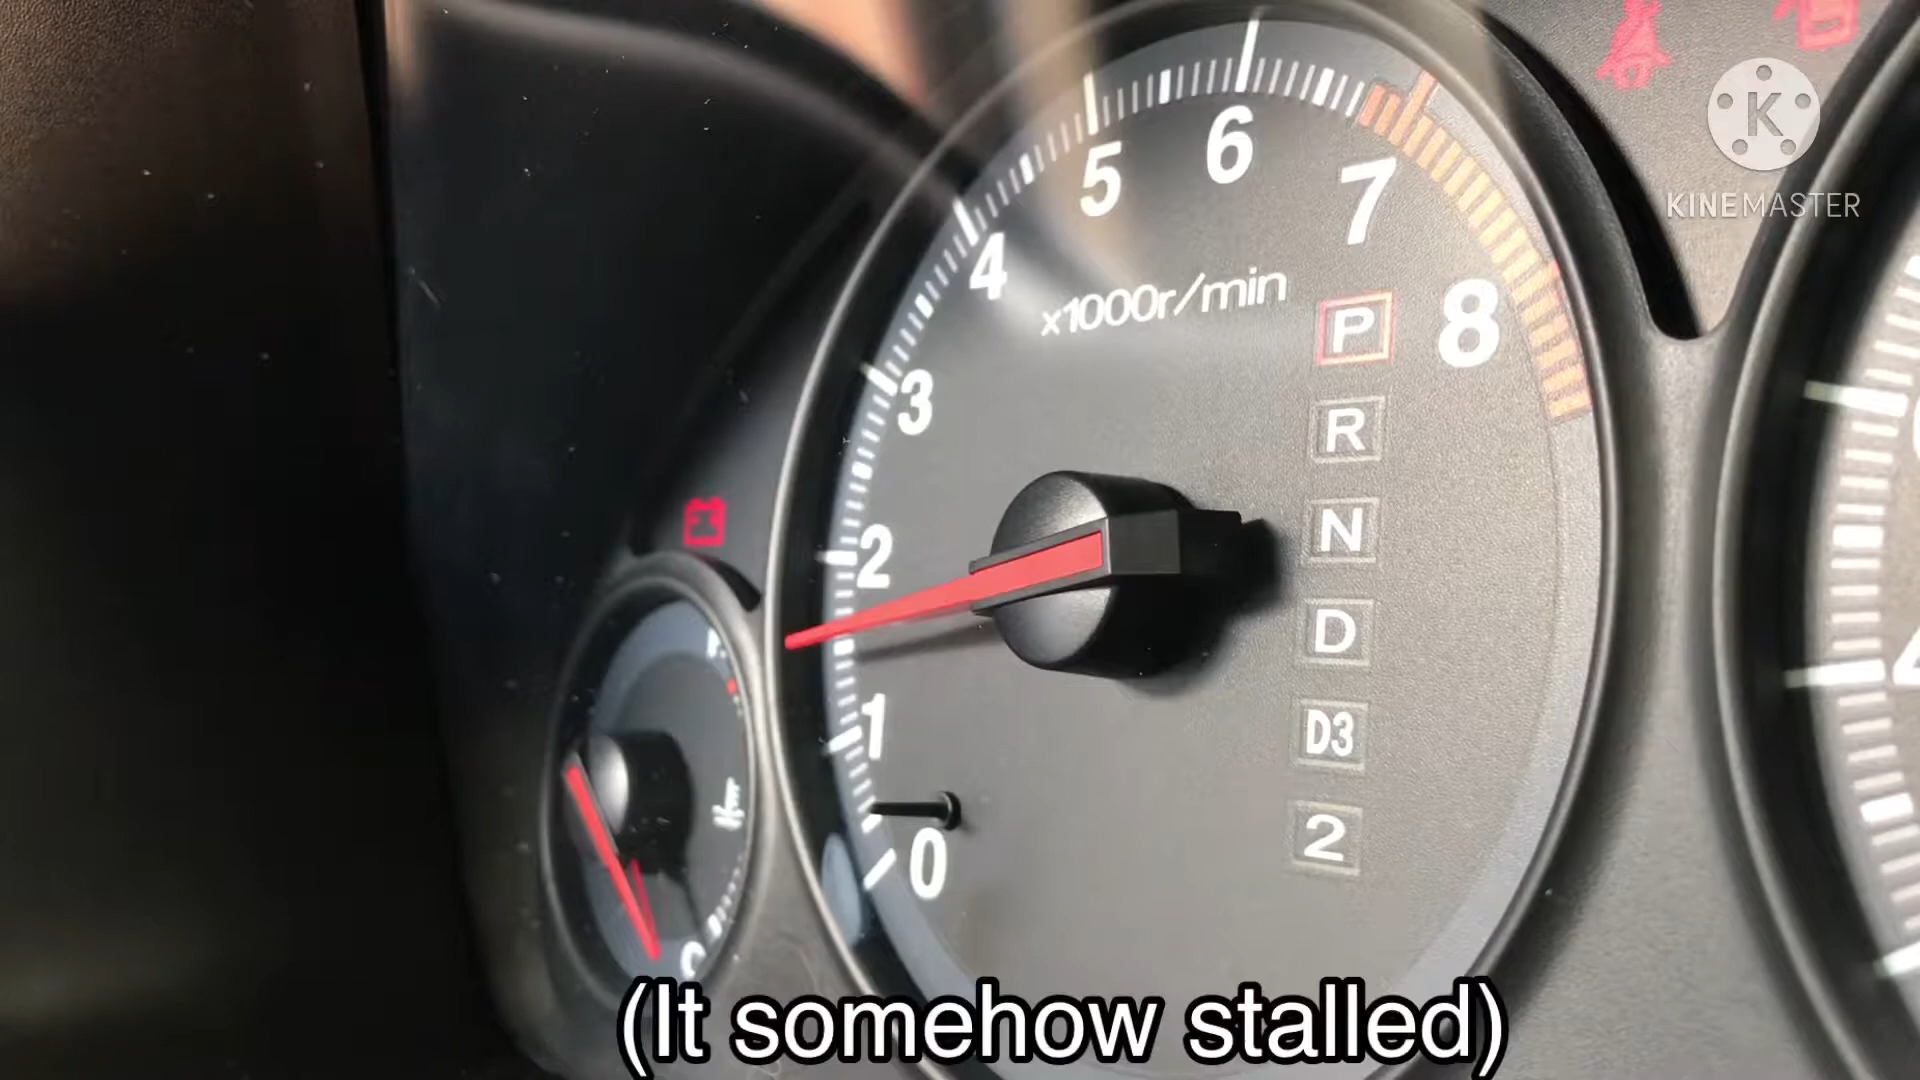 6
5
7
4
x1000r/min
P
8
3
R
2
N
D
1
D3
0
2
C
KINEMASTER
K
(It somehow stalled)